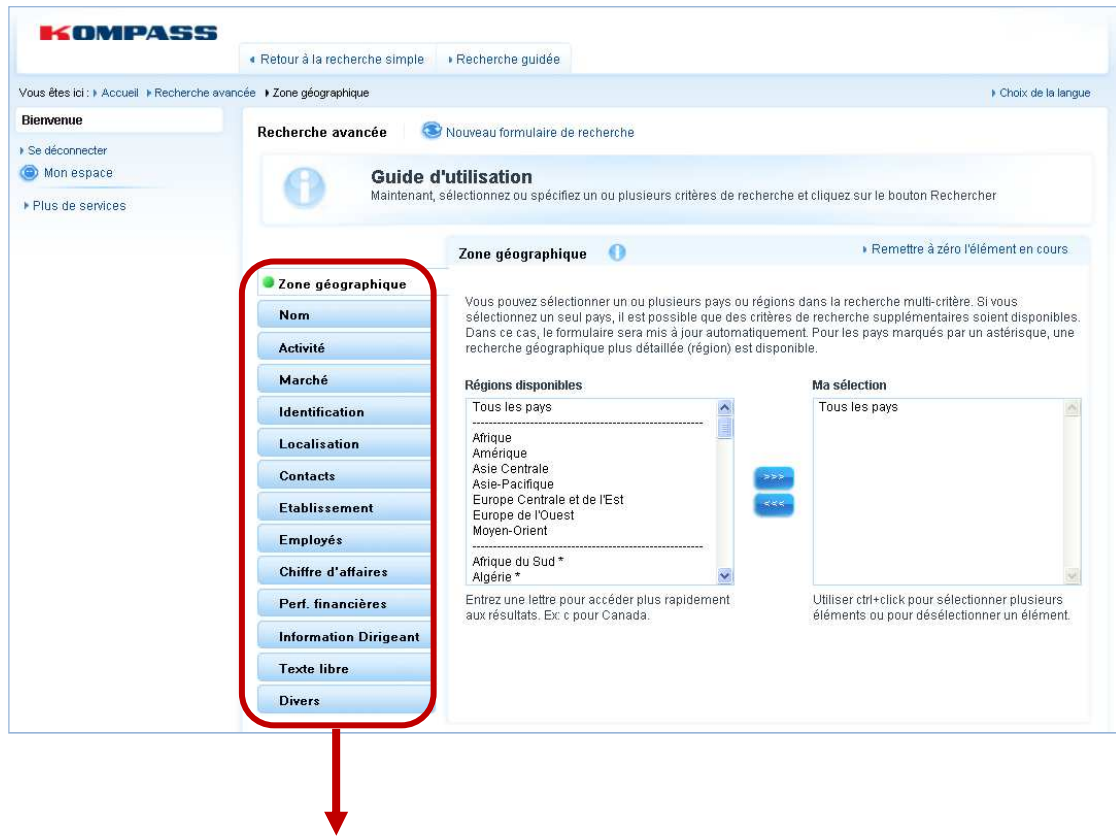 KOMPASS
Retour à la recherche simple Recherche guidée
Vous êtes ici : Accueil Recherche avancée Zone géographique Choix de la langue
Bienvenue
Se déconnecter
Mon espace
Plus de services
Recherche avancée Nouveau formulaire de recherche
Guide d'utilisation
Maintenant, sélectionnez ou spécifiez un ou plusieurs critères de recherche et cliquez sur le bouton Rechercher
Zone géographique Remettre à zéro l'élément en cours
Zone géographique
Nom
Activité
Marché
Identification
Localisation
Contacts
Etablissement
Employés
Chiffre d'affaires
Perf. financières
Information Dirigeant
Texte libre
Divers
Vous pouvez sélectionner un ou plusieurs pays ou régions dans la recherche multi-critère. Si vous
sélectionnez un seul pays, il est possible que des critères de recherche supplémentaires soient disponibles.
Dans ce cas, le formulaire sera mis à jour automatiquement. Pour les pays marqués par un astérisque, une
recherche géographique plus détaillée (région) est disponible.
Régions disponibles
Tous les pays
Afrique
Amérique
Asie Centrale
Asie-Pacifique
Europe Centrale et de l'Est
Europe de l'Ouest
Moyen-Orient
Afrique du Sud *
Algérie *
Entrez une lettre pour accéder plus rapidement
aux résultats. Ex: c pour Canada.
>>>
<<<
Ma sélection
Tous les pays
Utiliser ctrl+click pour sélectionner plusieurs
éléments ou pour désélectionner un élément.